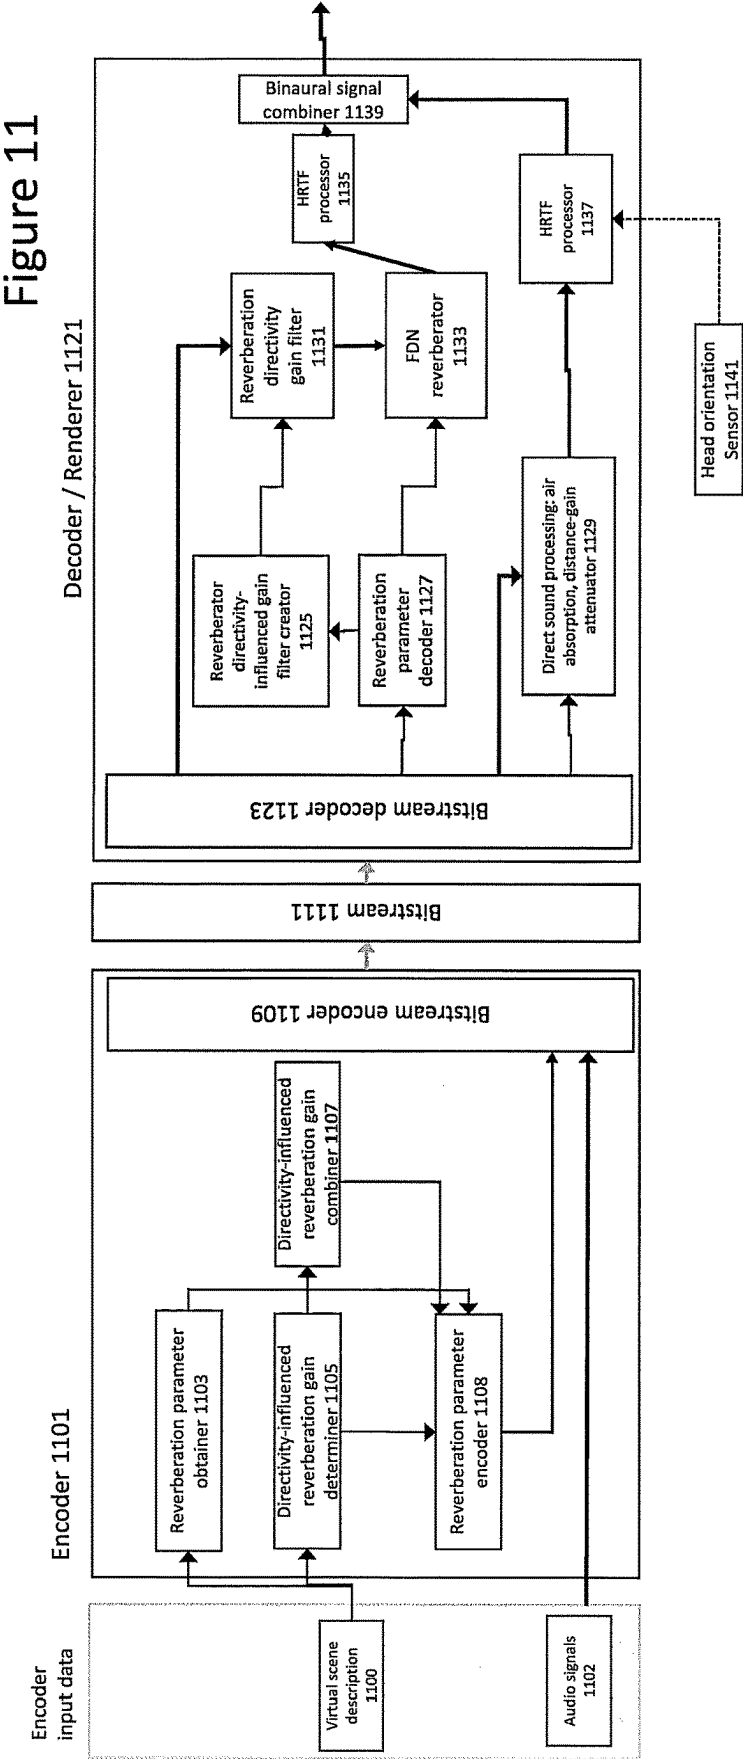 Figure 11
Encoder
input data
Virtual scene
description
1100
Audio signals
1102
Encoder 1101
Reverberation parameter
obtainer 1103
Directivity-influenced
reverberation gain
determiner 1105
Directivity-influenced
reverberation gain
combiner 1107
Reverberation parameter
encoder 1108
Bitstream encoder 1109
Bitstream 1111
Decoder / Renderer 1121
Bitstream decoder 1123
Reverberator
directivity-
influenced gain
filter creator
1125
Reverberation
parameter
decoder 1127
Direct sound processing: air
absorption, distance-gain
attenuator 1129
Reverberation
directivity
gain filter
1131
FDN
reverberator
1133
HRTF
processor
1135
HRTF
processor
1137
Binaural signal
combiner 1139
Head orientation
Sensor 1141